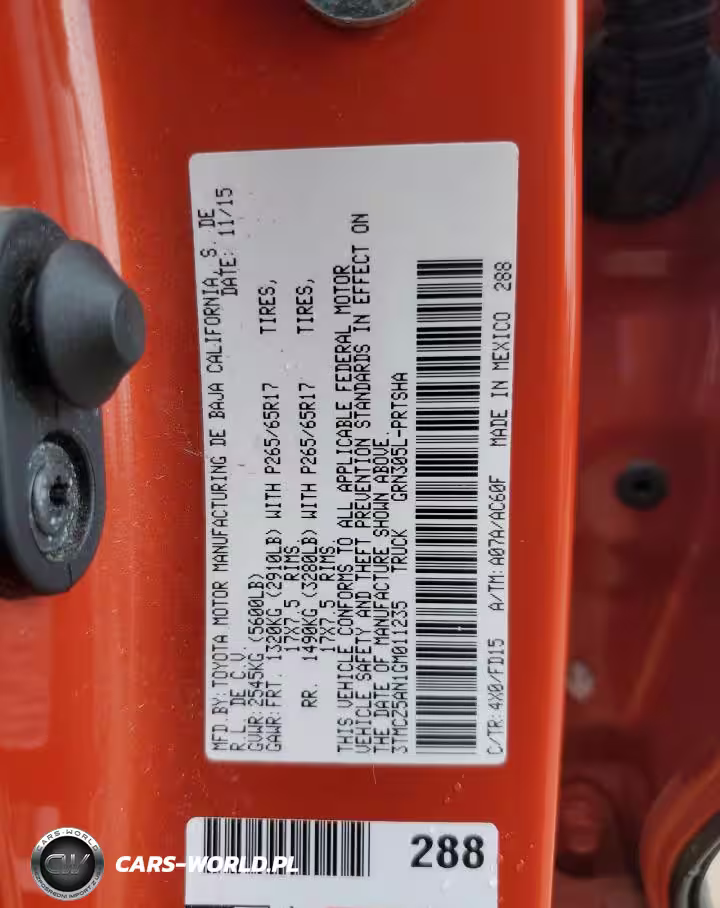 MFD.BY:TOYOTA MOTOR MANUFACTURING DE BAJA CALIFORNIA, S. DE
R.L. DE C.V. DATE: 11/15
GVWR:2545KG(5600LB)
GAWR:FRT. 1320KG(2910LB) WITH P265/65R17 TIRES,
17X7.5 RIMS
RR. 1490KG(3280LB) WITH P265/65R17 TIRES,
17X7.5 RIMS.
THIS VEHICLE CONFORMS TO ALL APPLICABLE FEDERAL MOTOR
VEHICLE SAFETY AND THEFT PREVENTION STANDARDS IN EFFECT ON
THE DATE OF MANUFACTURE SHOWN ABOVE.
3TMCZ5AN1GM011235 TRUCK GRN305L-PRTSHA
C/TR:4X0/FD15 A/TM:A07A/AC60F MADE IN MEXICO 288
288
CARS-WORLD
CW
CARS-WORLD.PL